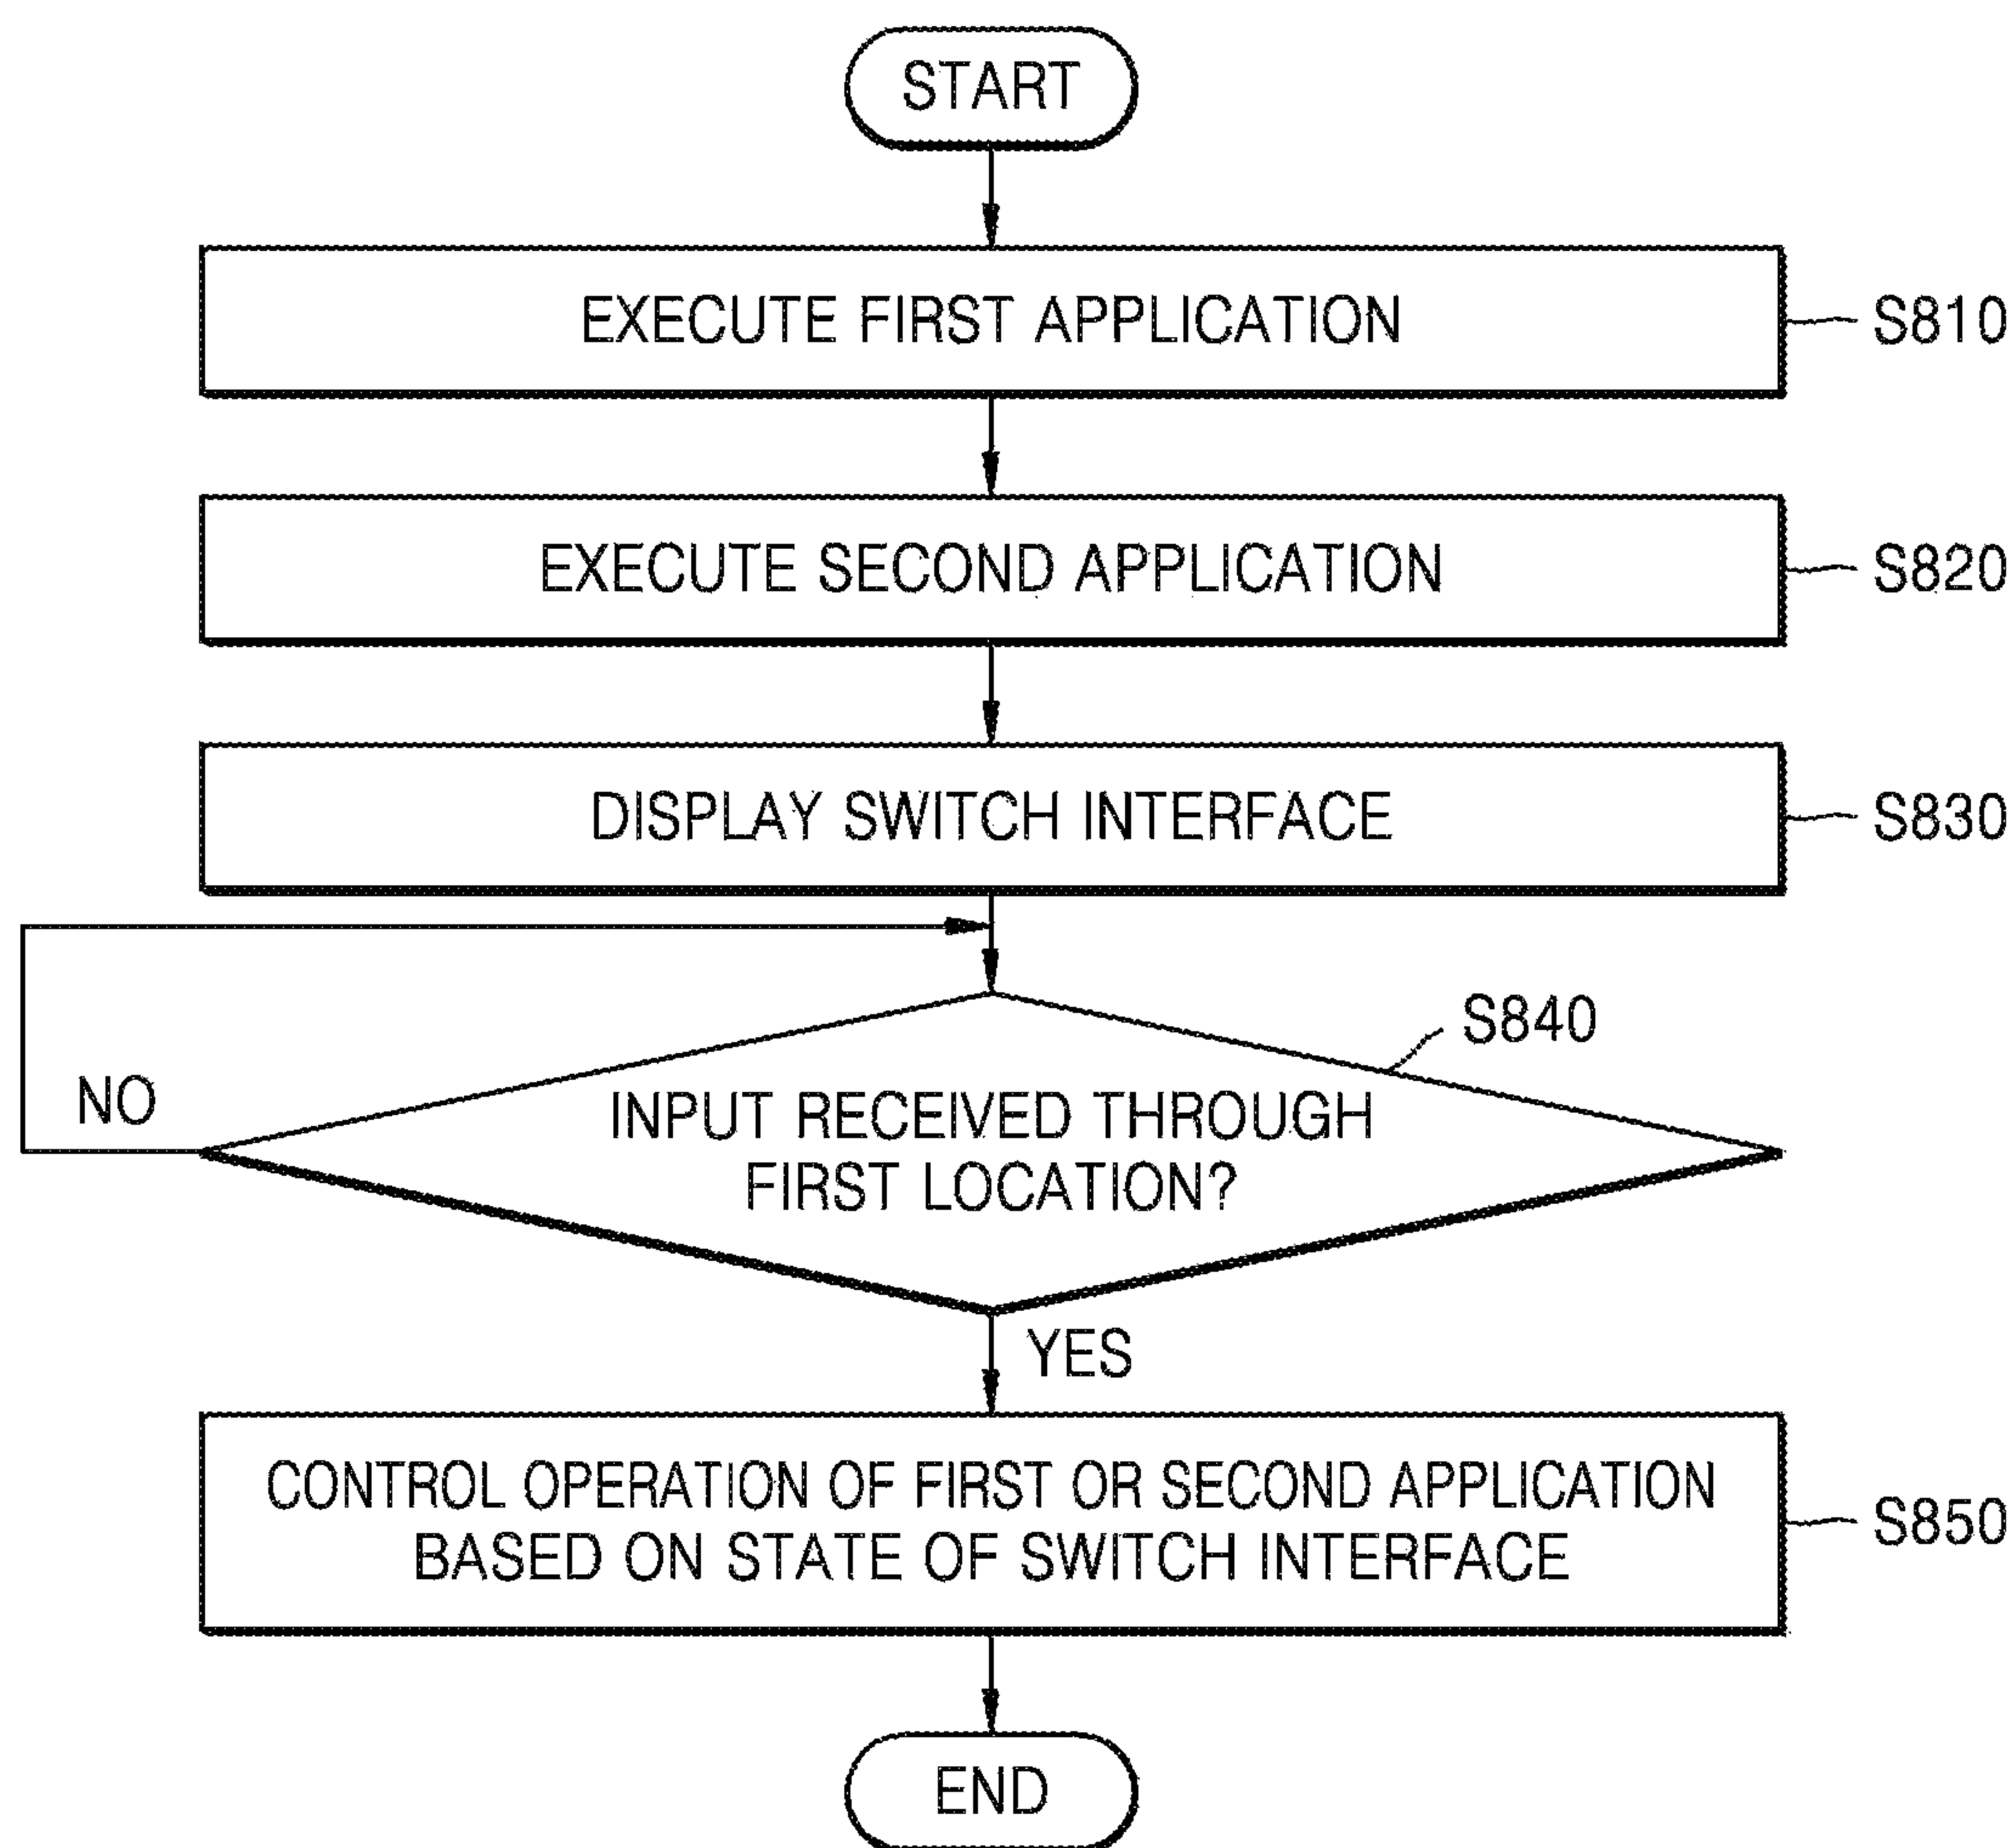 START
EXECUTE FIRST APPLICATION
S810
EXECUTE SECOND APPLICATION
S820
DISPLAY SWITCH INTERFACE
S830
S840
NO
INPUT RECEIVED THROUGH
FIRST LOCATION?
YES
CONTROL OPERATION OF FIRST OR SECOND APPLICATION
BASED ON STATE OF SWITCH INTERFACE
S850
END